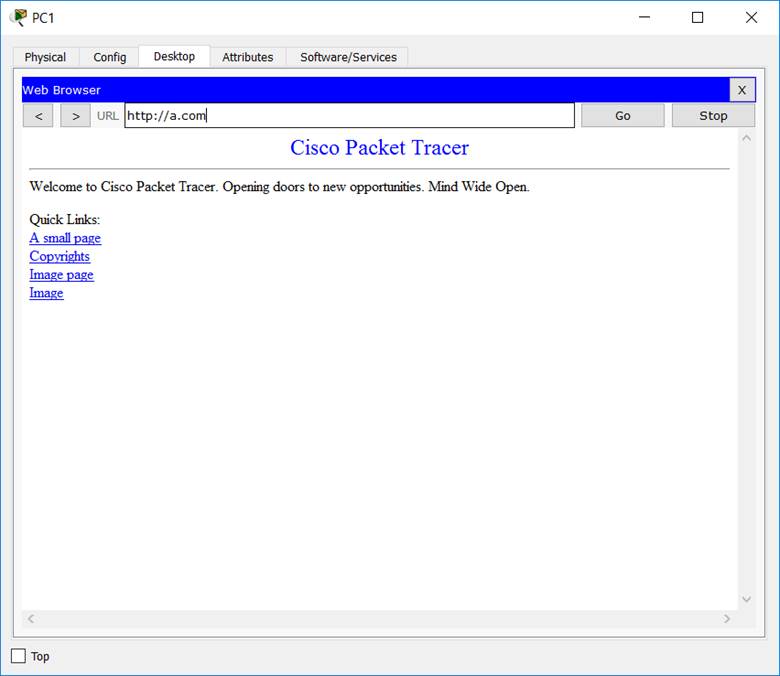 PC1
Physical Config Desktop Attributes Software/Services
Web Browser X
< > URL http://a.com Go Stop
Cisco Packet Tracer
Welcome to Cisco Packet Tracer. Opening doors to new opportunities. Mind Wide Open.
Quick Links:
A small page
Copyrights
Image page
Image
Top